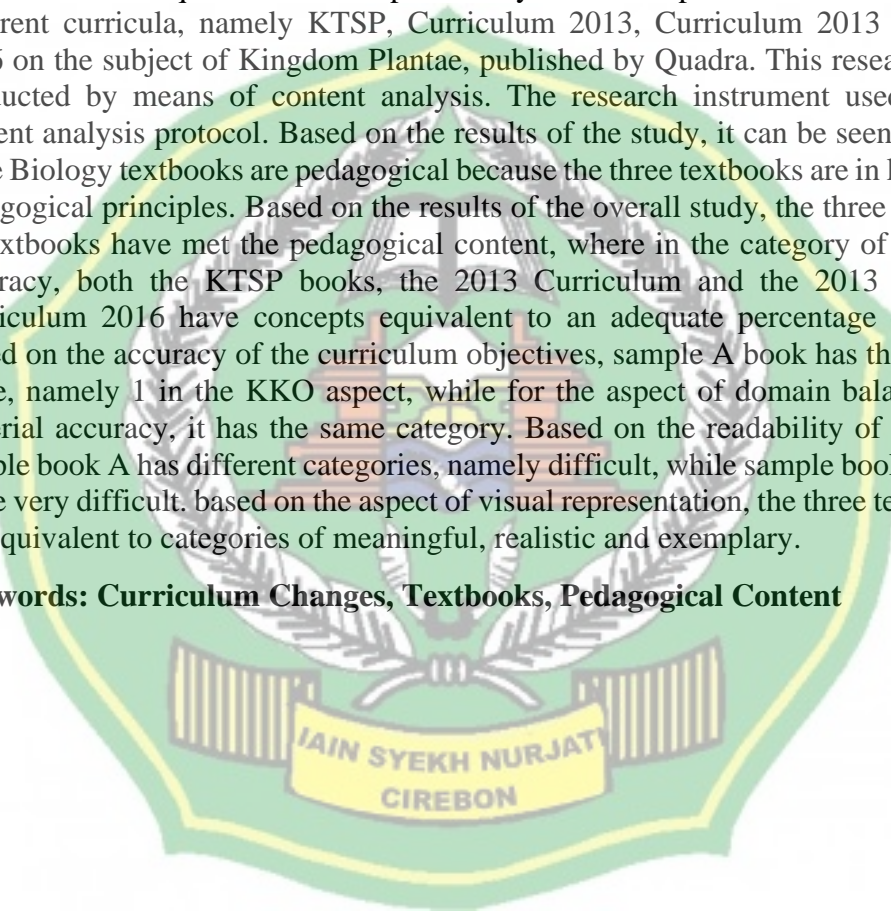 rent curricula, namely KTSP, Curriculum 2013, Curriculum 2013
on the subject of Kingdom Plantae, published by Quadra. This resea
ducted by means of content analysis. The research instrument used
ent analysis protocol. Based on the results of the study, it can be seen
e Biology textbooks are pedagogical because the three textbooks are in
gogical principles. Based on the results of the overall study, the three
extbooks have met the pedagogical content, where in the category of
racy, both the KTSP books, the 2013 Curriculum and the 2013
iculum 2016 have concepts equivalent to an adequate percentage
ed on the accuracy of the curriculum objectives, sample A book has th
e, namely 1 in the KKO aspect, while for the aspect of domain bala
erial accuracy, it has the same category. Based on the readability of
ple book A has different categories, namely difficult, while sample boo
e very difficult. based on the aspect of visual representation, the three te
equivalent to categories of meaningful, realistic and exemplary.
words: Curriculum Changes, Textbooks, Pedagogical Content
IAIN SYEKH NURJATI
CIREBON